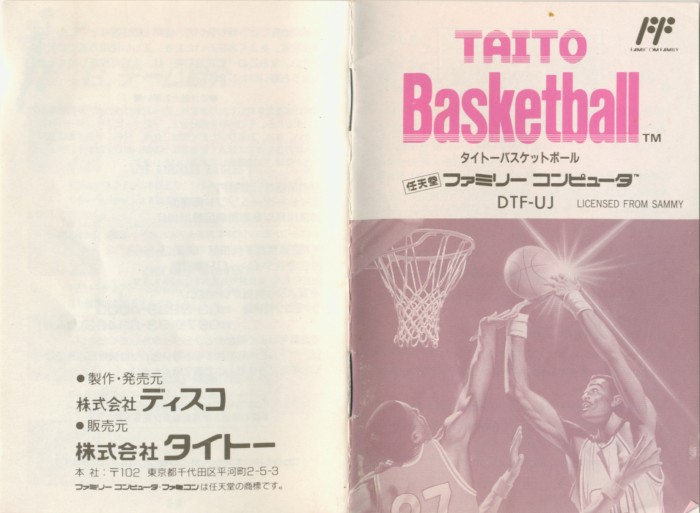 ●製作・発売元
株式会社 ディスコ
●販売元
株式会社 タイトー
本 社：〒102 東京都千代田区平河町2-5-3
ファミリー コンピュータ・ファミコンは任天堂の商標です。
FF
FAMICOM FAMILY
TAITO
Basketball TM
タイトーバスケットボール
任天堂 ファミリー コンピュータ™
DTF-UJ LICENSED FROM SAMMY